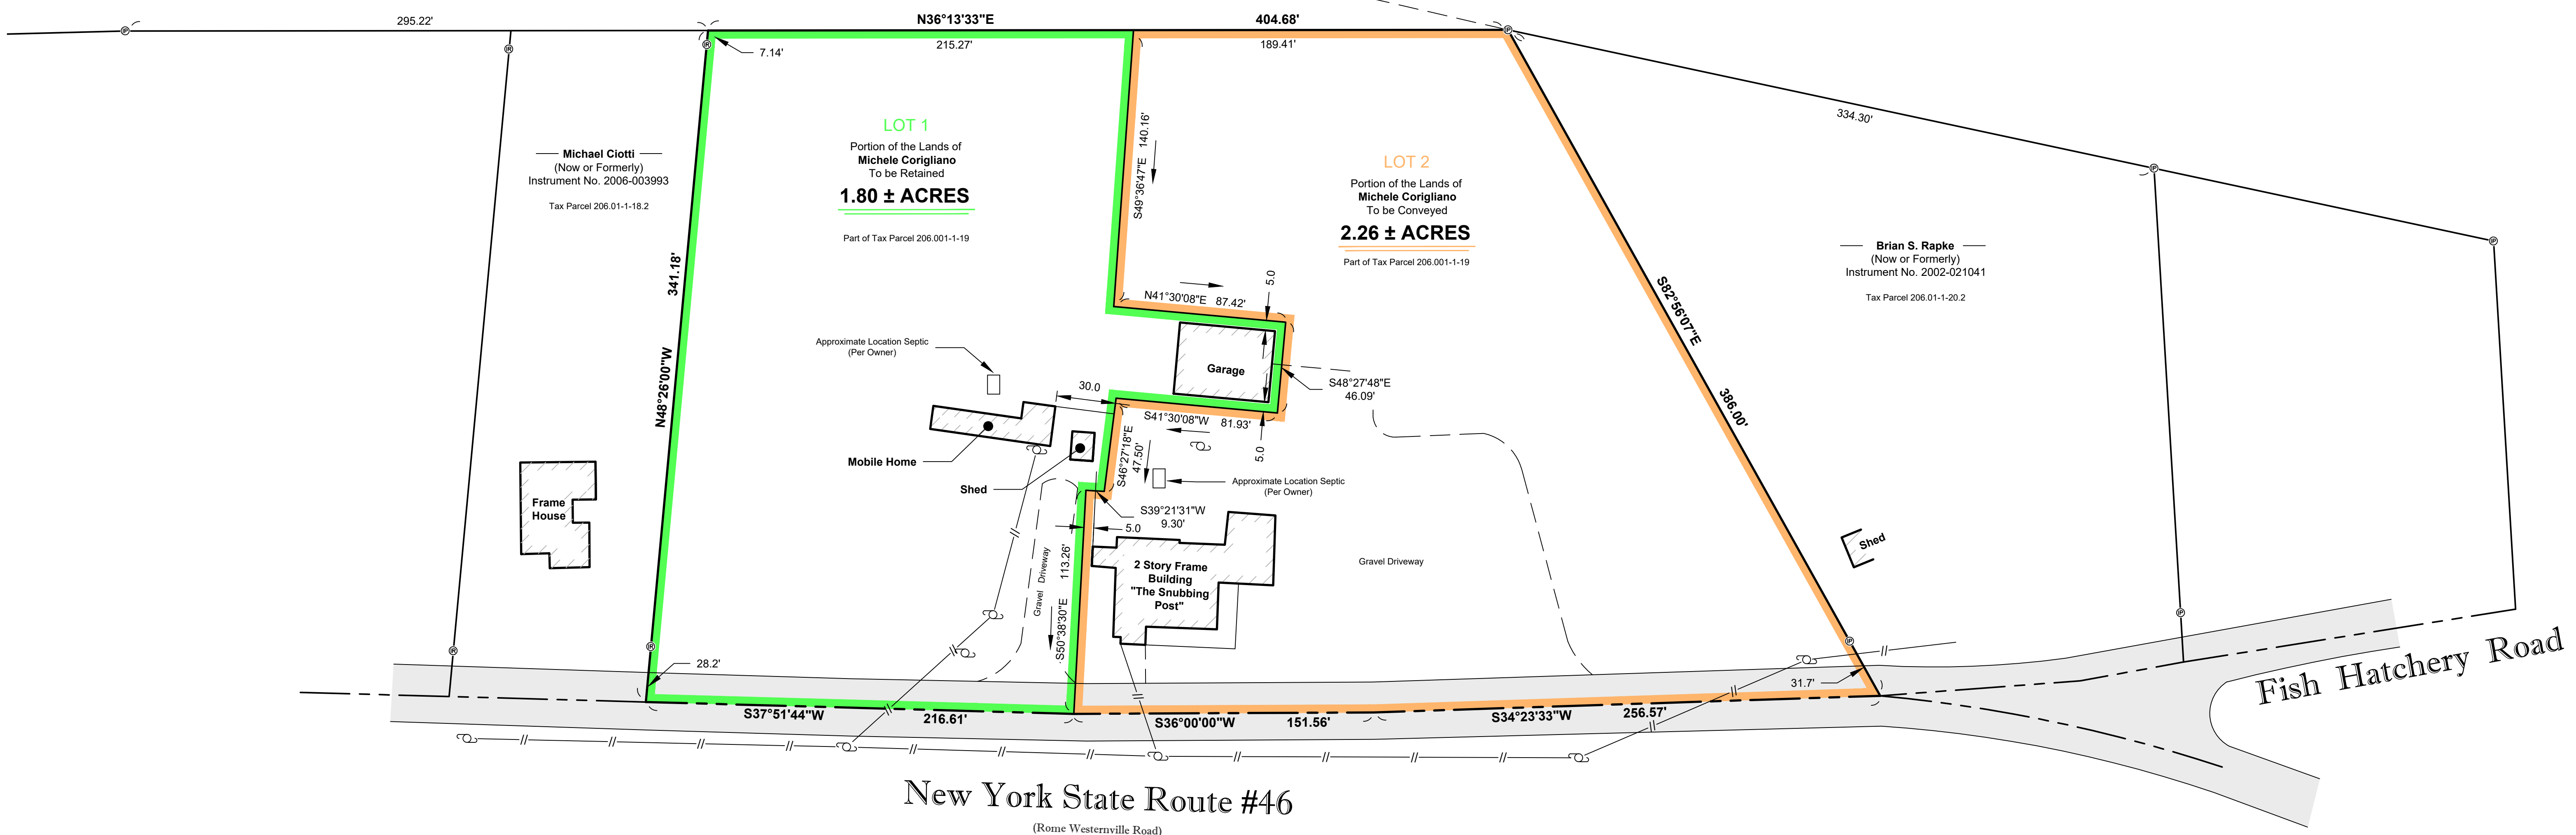 295.22'
N36°13'33"E
404.68'
7.14'
215.27'
189.41'
334.30'
LOT 1
Portion of the Lands of
Michele Corigliano
To be Retained
1.80 ± ACRES
Part of Tax Parcel 206.001-1-19
Michael Ciotti
(Now or Formerly)
Instrument No. 2006-003993
Tax Parcel 206.01-1-18.2
S49°36'47"E 140.16'
LOT 2
Portion of the Lands of
Michele Corigliano
To be Conveyed
2.26 ± ACRES
Part of Tax Parcel 206.001-1-19
Brian S. Rapke
(Now or Formerly)
Instrument No. 2002-021041
Tax Parcel 206.01-1-20.2
N48°26'00"W
341.18'
N41°30'08"E 87.42'
5.0
S82°56'07"E
386.00'
Approximate Location Septic
(Per Owner)
Garage
S48°27'48"E
46.09'
30.0
S41°30'08"W
81.93'
5.0
S46°27'18"E
47.50'
Mobile Home
Shed
Approximate Location Septic
(Per Owner)
S39°21'31"W
9.30'
5.0
Frame
House
Gravel Driveway
S50°38'30"E
113.26'
2 Story Frame
Building
"The Snubbing
Post"
Gravel Driveway
Shed
28.2'
31.7'
S37°51'44"W
216.61'
S36°00'00"W
151.56'
S34°23'33"W
256.57'
Fish Hatchery Road
New York State Route #46
(Rome Westernville Road)
IP
IR
IR
IP
IP
IP
IR
IR
IP
IP